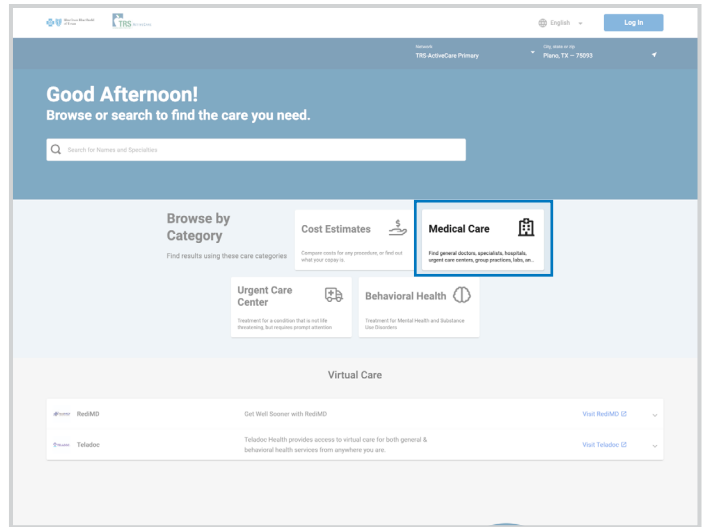 BlueCross BlueShield
of Texas
TRS
English
Log In
Network
TRS-ActiveCare Primary
City, state or zip
Plano, TX — 75093
Good Afternoon!
Browse or search to find the care you need.
Search for Names and Specialties
Browse by
Category
Find results using these care categories
Cost Estimates
Compare costs for any procedure, or find out
what your copay is.
Medical Care
Find general doctors, specialists, hospitals,
urgent care centers, group practices, labs, an...
Urgent Care
Center
Treatment for a condition that is not life
threatening, but requires prompt attention
Behavioral Health
Treatment for Mental Health and Substance
Use Disorders
Virtual Care
RediMD
Get Well Sooner with RediMD
Visit RediMD
Teladoc
Teladoc Health provides access to virtual care for both general &
behavioral health services from anywhere you are.
Visit Teladoc